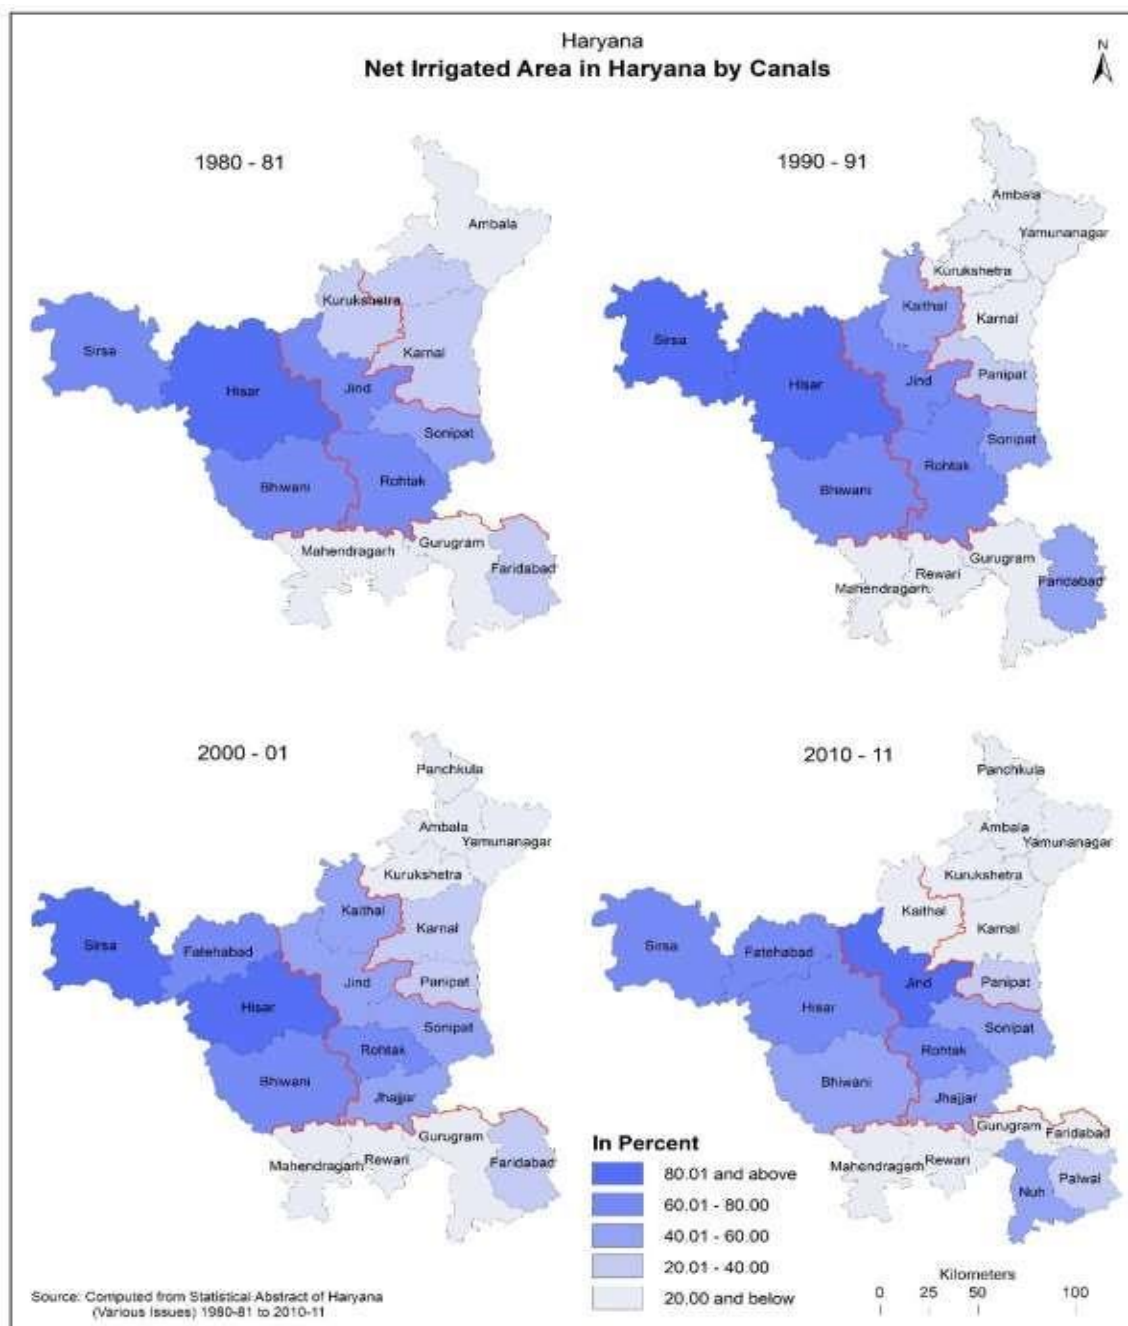 Haryana
Net Irrigated Area in Haryana by Canals
N
1980 - 81
Ambala
Kurukshetra
Sirsa
Karnal
Hisar
Jind
Sonipat
Bhiwani
Rohtak
Mahendragarh
Gurugram
Faridabad
1990 - 91
Ambala
Yamunanagar
Kurukshetra
Kaithal
Karnal
Sirsa
Hisar
Jind
Panipat
Sonipat
Rohtak
Bhiwani
Gurugram
Rewari
Mahendragarh
Faridabad
2000 - 01
Panchkula
Ambala
Yamunanagar
Kurukshetra
Kaithal
Karnal
Sirsa
Fatehabad
Jind
Panipat
Hisar
Sonipat
Rohtak
Bhiwani
Jhajjar
Gurugram
Rewari
Mahendragarh
Faridabad
2010 - 11
Panchkula
Ambala
Yamunanagar
Kurukshetra
Kaithal
Karnal
Sirsa
Fatehabad
Jind
Panipat
Hisar
Sonipat
Rohtak
Bhiwani
Jhajjar
Gurugram
Faridabad
Rewari
Mahendragarh
Palwal
Nuh
In Percent
80.01 and above
60.01 - 80.00
40.01 - 60.00
20.01 - 40.00
20.00 and below
Kilometers
0 25 50 100
Source: Computed from Statistical Abstract of Haryana
(Various Issues) 1980-81 to 2010-11